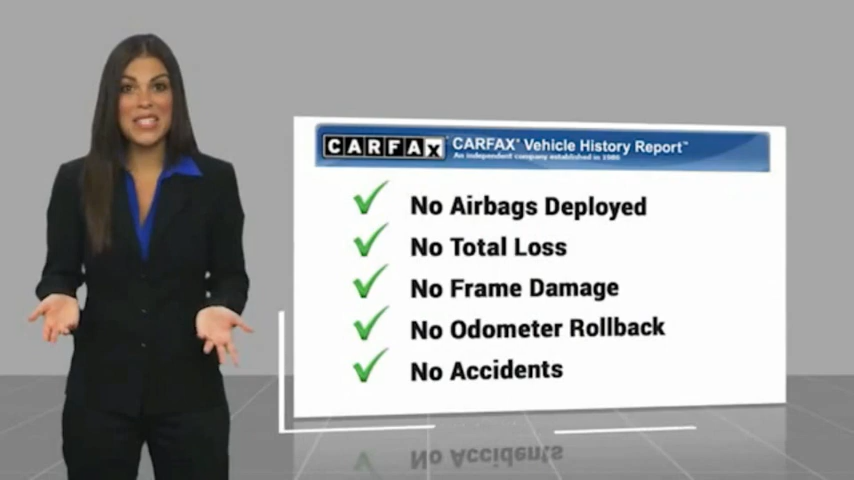 CARFAX CARFAX® Vehicle History Report™
An independent company established in 1986
No Airbags Deployed
No Total Loss
No Frame Damage
No Odometer Rollback
No Accidents
No Accidents